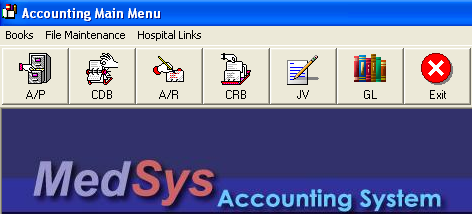 Accounting Main Menu
Books File Maintenance Hospital Links
A/P CDB A/R CRB JV GL Exit
MedSys Accounting System